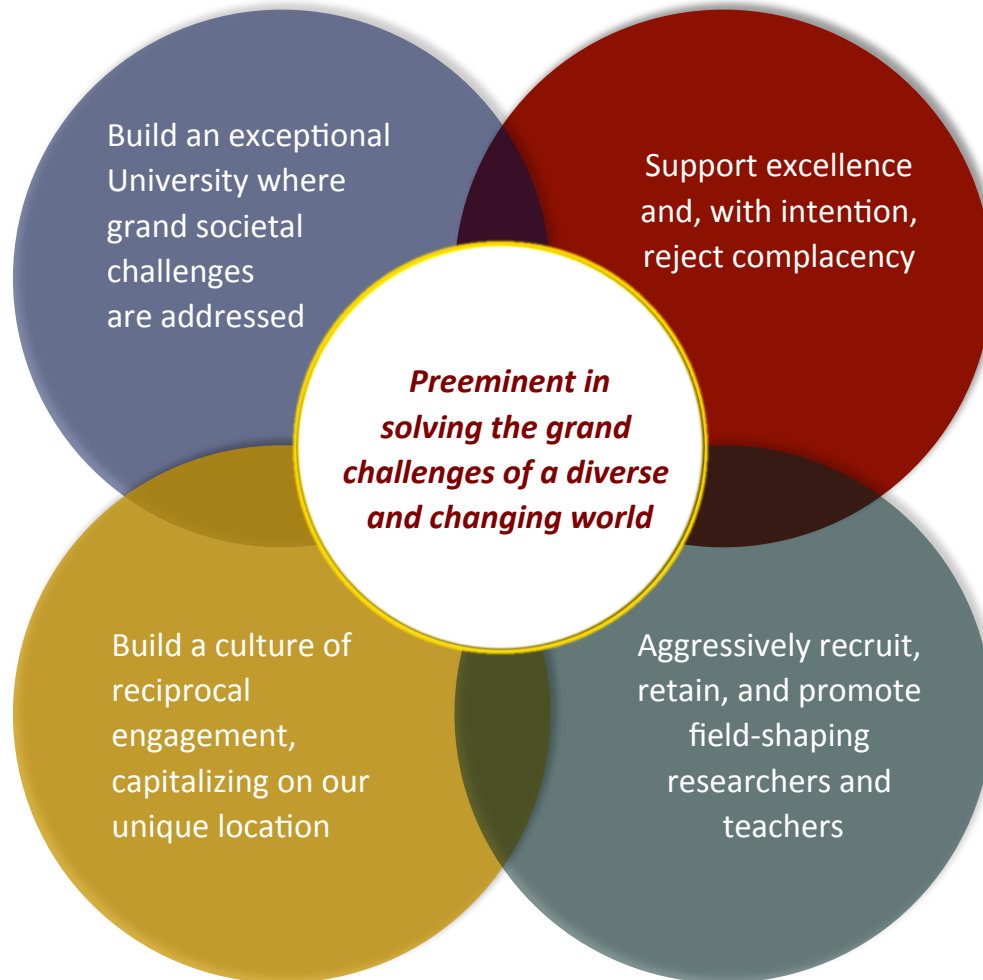 Build an exceptional
University where
grand societal
challenges
are addressed
Support excellence
and, with intention,
reject complacency
Preeminent in
solving the grand
challenges of a diverse
and changing world
Build a culture of
reciprocal
engagement,
capitalizing on our
unique location
Aggressively recruit,
retain, and promote
field-shaping
researchers and
teachers